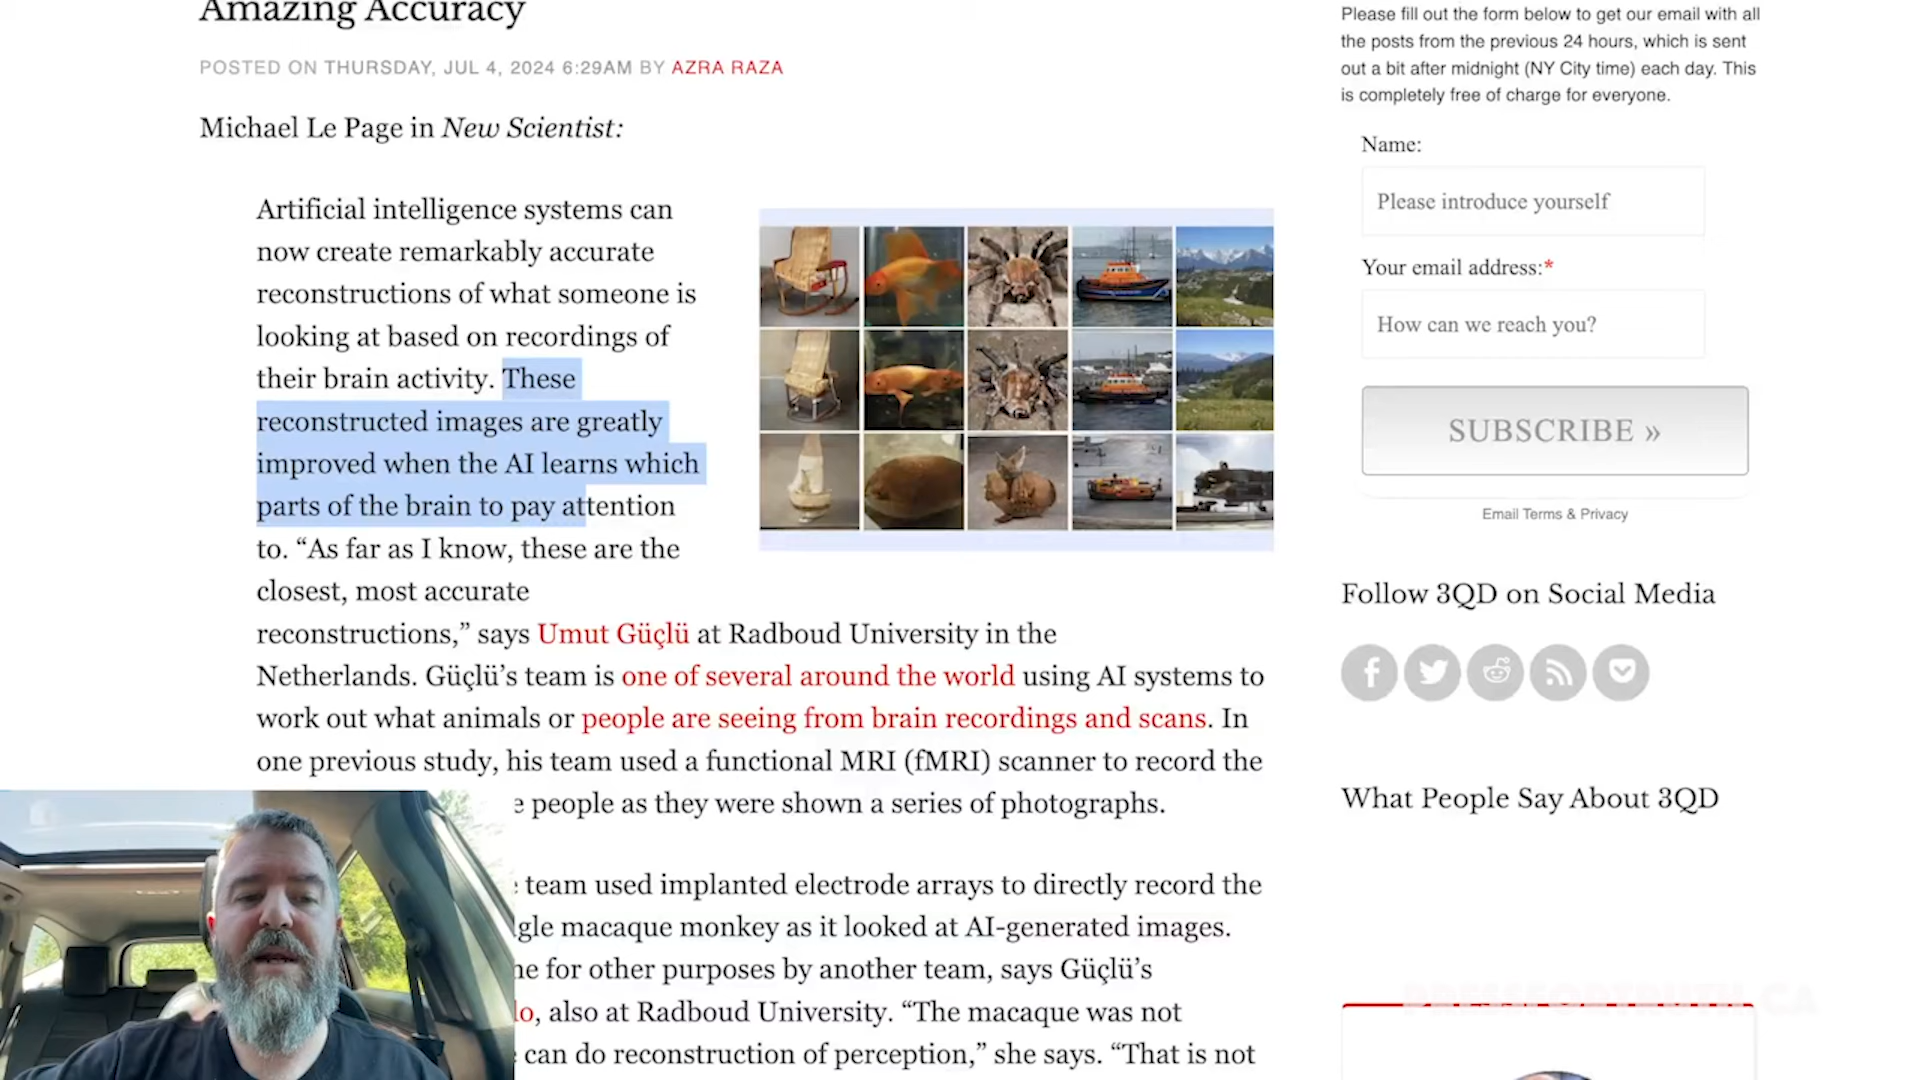 Amazing Accuracy
POSTED ON THURSDAY, JUL 4, 2024 6:29AM BY AZRA RAZA
Michael Le Page in New Scientist:
Artificial intelligence systems can
now create remarkably accurate
reconstructions of what someone is
looking at based on recordings of
their brain activity. These
reconstructed images are greatly
improved when the AI learns which
parts of the brain to pay attention
to. “As far as I know, these are the
closest, most accurate
reconstructions,” says Umut Güçlü at Radboud University in the
Netherlands. Güçlü’s team is one of several around the world using AI systems to
work out what animals or people are seeing from brain recordings and scans. In
one previous study, his team used a functional MRI (fMRI) scanner to record the
people as they were shown a series of photographs.
team used implanted electrode arrays to directly record the
gle macaque monkey as it looked at AI-generated images.
ne for other purposes by another team, says Güçlü’s
lo, also at Radboud University. “The macaque was not
can do reconstruction of perception,” she says. “That is not
Please fill out the form below to get our email with all
the posts from the previous 24 hours, which is sent
out a bit after midnight (NY City time) each day. This
is completely free of charge for everyone.
Name:
Please introduce yourself
Your email address:*
How can we reach you?
SUBSCRIBE »
Email Terms & Privacy
Follow 3QD on Social Media
What People Say About 3QD
PRESSFORTRUTH.CA